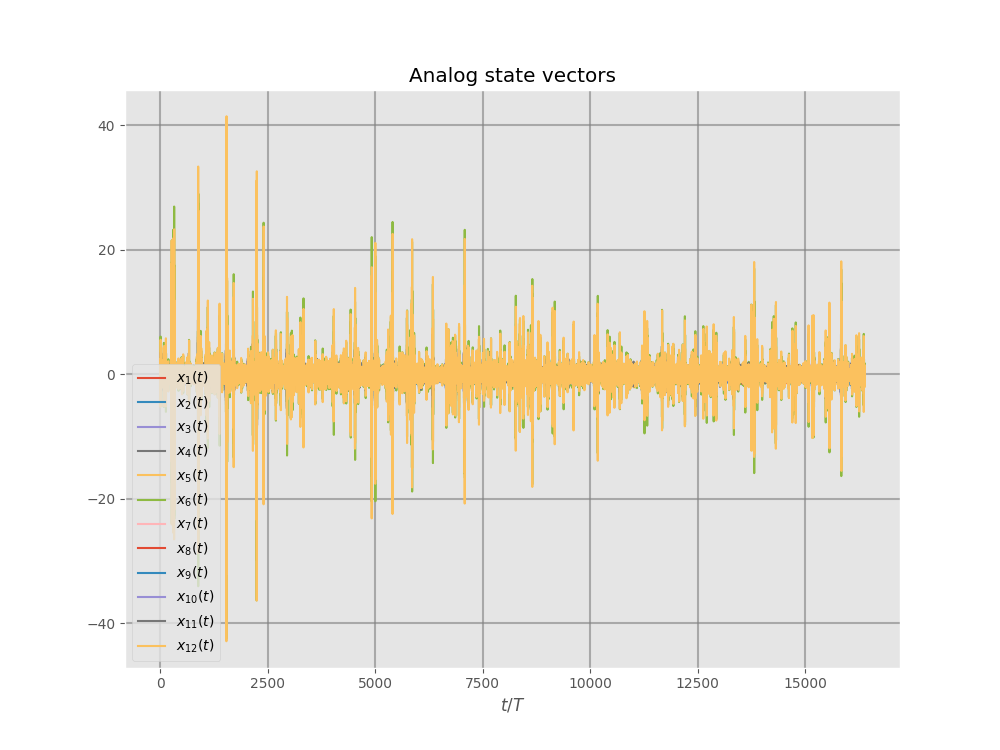 Analog state vectors
40
20
0
−20
−40
x₁(t)
x₂(t)
x₃(t)
x₄(t)
x₅(t)
x₆(t)
x₇(t)
x₈(t)
x₉(t)
x₁₀(t)
x₁₁(t)
x₁₂(t)
0 2500 5000 7500 10000 12500 15000
t/T